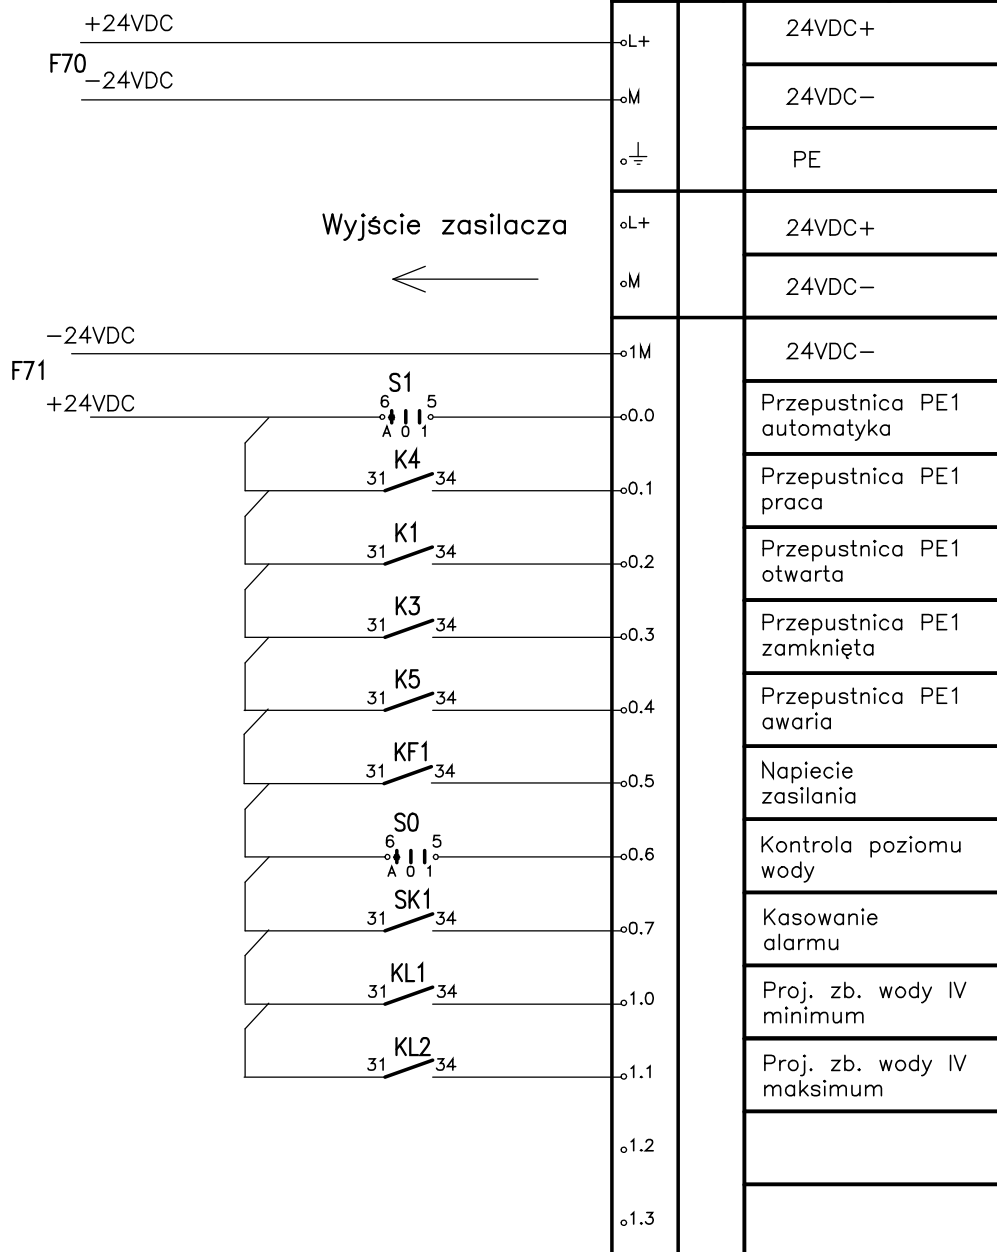 +24VDC
F70
-24VDC
L+
24VDC+
M
24VDC-
PE
Wyjście zasilacza
L+
24VDC+
M
24VDC-
-24VDC
F71
+24VDC
1M
24VDC-
S1
6 5
A 0 1
0.0
Przepustnica PE1
automatyka
K4
31 34
0.1
Przepustnica PE1
praca
K1
31 34
0.2
Przepustnica PE1
otwarta
K3
31 34
0.3
Przepustnica PE1
zamknięta
K5
31 34
0.4
Przepustnica PE1
awaria
KF1
31 34
0.5
Napiecie
zasilania
S0
6 5
A 0 1
0.6
Kontrola poziomu
wody
SK1
31 34
0.7
Kasowanie
alarmu
KL1
31 34
1.0
Proj. zb. wody IV
minimum
KL2
31 34
1.1
Proj. zb. wody IV
maksimum
1.2
1.3